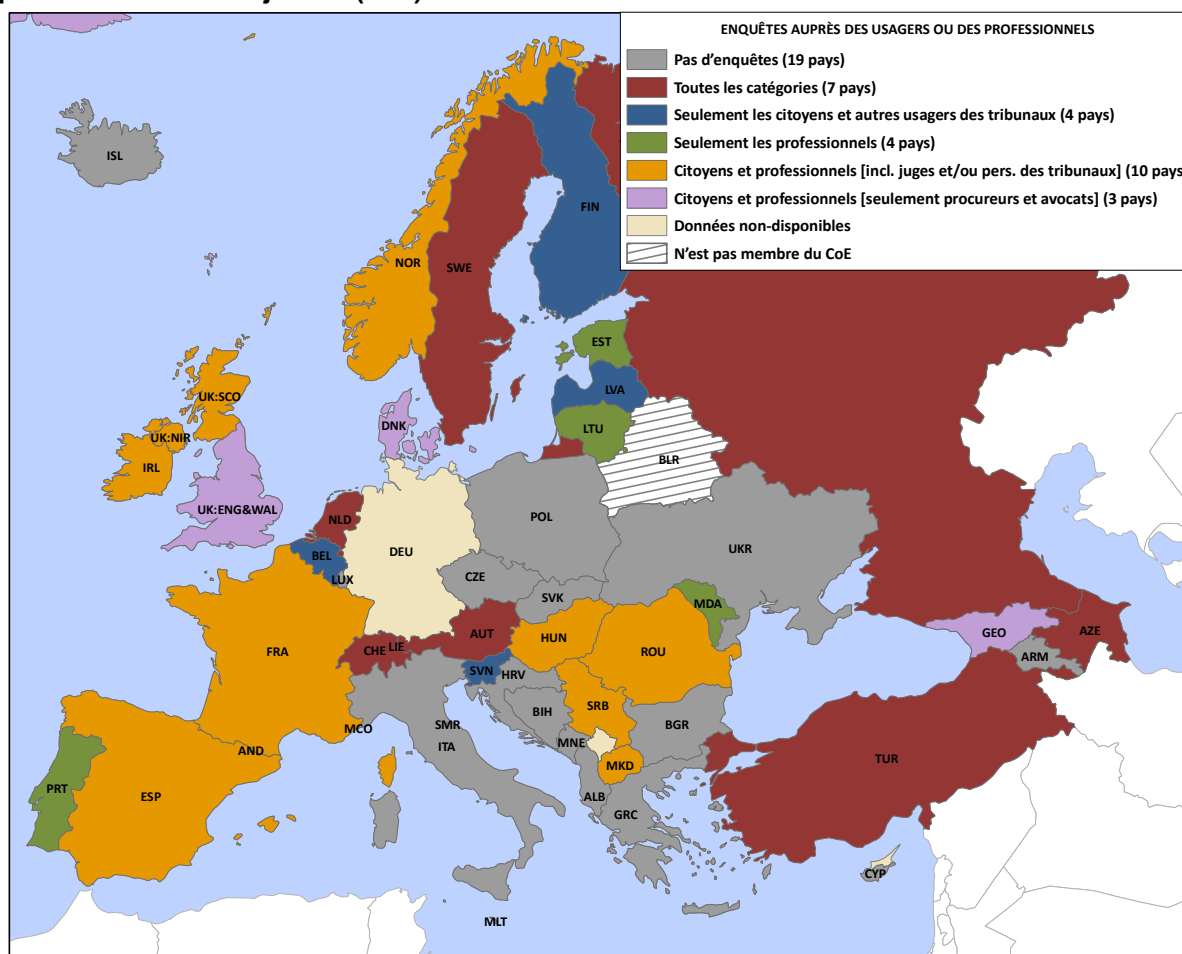 ENQUÊTES AUPRÈS DES USAGERS OU DES PROFESSIONNELS
Pas d'enquêtes (19 pays)
Toutes les catégories (7 pays)
Seulement les citoyens et autres usagers des tribunaux (4 pays)
Seulement les professionnels (4 pays)
Citoyens et professionnels [incl. juges et/ou pers. des tribunaux] (10 pays
Citoyens et professionnels [seulement procureurs et avocats] (3 pays)
Données non-disponibles
N'est pas membre du CoE
ISL
FIN
NOR
SWE
EST
UK:SCO
LVA
DNK
LTU
UK:NIR
BLR
IRL
UK:ENG&WAL
NLD
POL
DEU
UKR
BEL
LUX
CZE
SVK
MDA
AUT
HUN
GEO
AZE
CHE
LIE
FRA
ROU
ARM
SVN
HRV
SRB
BIH
MCO
SMR
BGR
MNE
ITA
AND
MKD
TUR
PRT
ESP
ALB
GRC
CYP
MLT